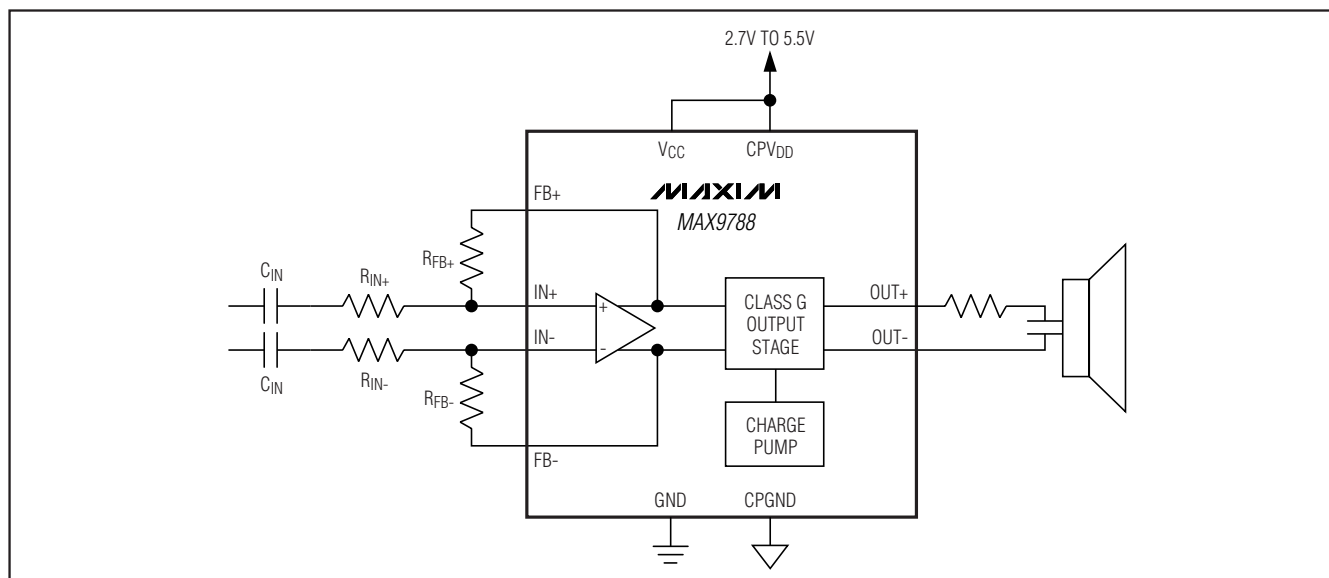 2.7V TO 5.5V
VCC
CPVDD
MAXIM
MAX9788
FB+
RFB+
CIN
RIN+
IN+
+
CLASS G
OUTPUT
STAGE
OUT+
IN-
-
OUT-
CIN
RIN-
RFB-
CHARGE
PUMP
FB-
GND
CPGND